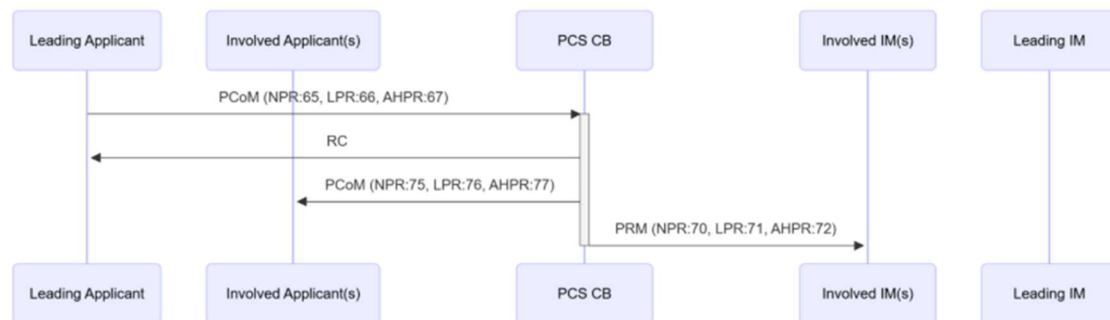 Leading Applicant
Involved Applicant(s)
PCS CB
Involved IM(s)
Leading IM
PCoM (NPR:65, LPR:66, AHPR:67)
RC
PCoM (NPR:75, LPR:76, AHPR:77)
PRM (NPR:70, LPR:71, AHPR:72)
Leading Applicant
Involved Applicant(s)
PCS CB
Involved IM(s)
Leading IM